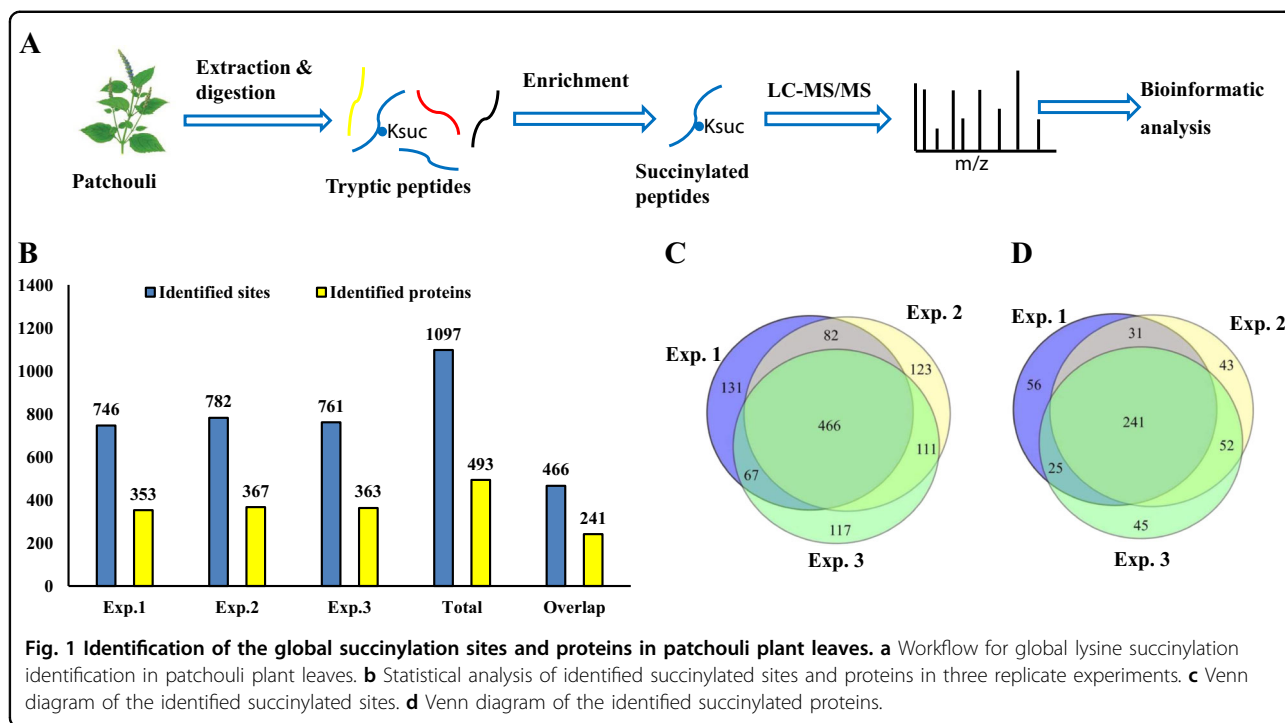 A
Extraction &
digestion
Enrichment
LC-MS/MS
Bioinformatic
analysis
Ksuc
Ksuc
m/z
Patchouli
Tryptic peptides
Succinylated
peptides
B
1400
1200
1000
800
600
400
200
0
Identified sites
Identified proteins
746
353
782
367
761
363
1097
493
466
241
Exp.1
Exp.2
Exp.3
Total
Overlap
C
Exp. 1
Exp. 2
82
131
123
466
67
111
117
Exp. 3
D
Exp. 1
Exp. 2
31
56
43
241
25
52
45
Exp. 3
Fig. 1 Identification of the global succinylation sites and proteins in patchouli plant leaves. a Workflow for global lysine succinylation
identification in patchouli plant leaves. b Statistical analysis of identified succinylated sites and proteins in three replicate experiments. c Venn
diagram of the identified succinylated sites. d Venn diagram of the identified succinylated proteins.